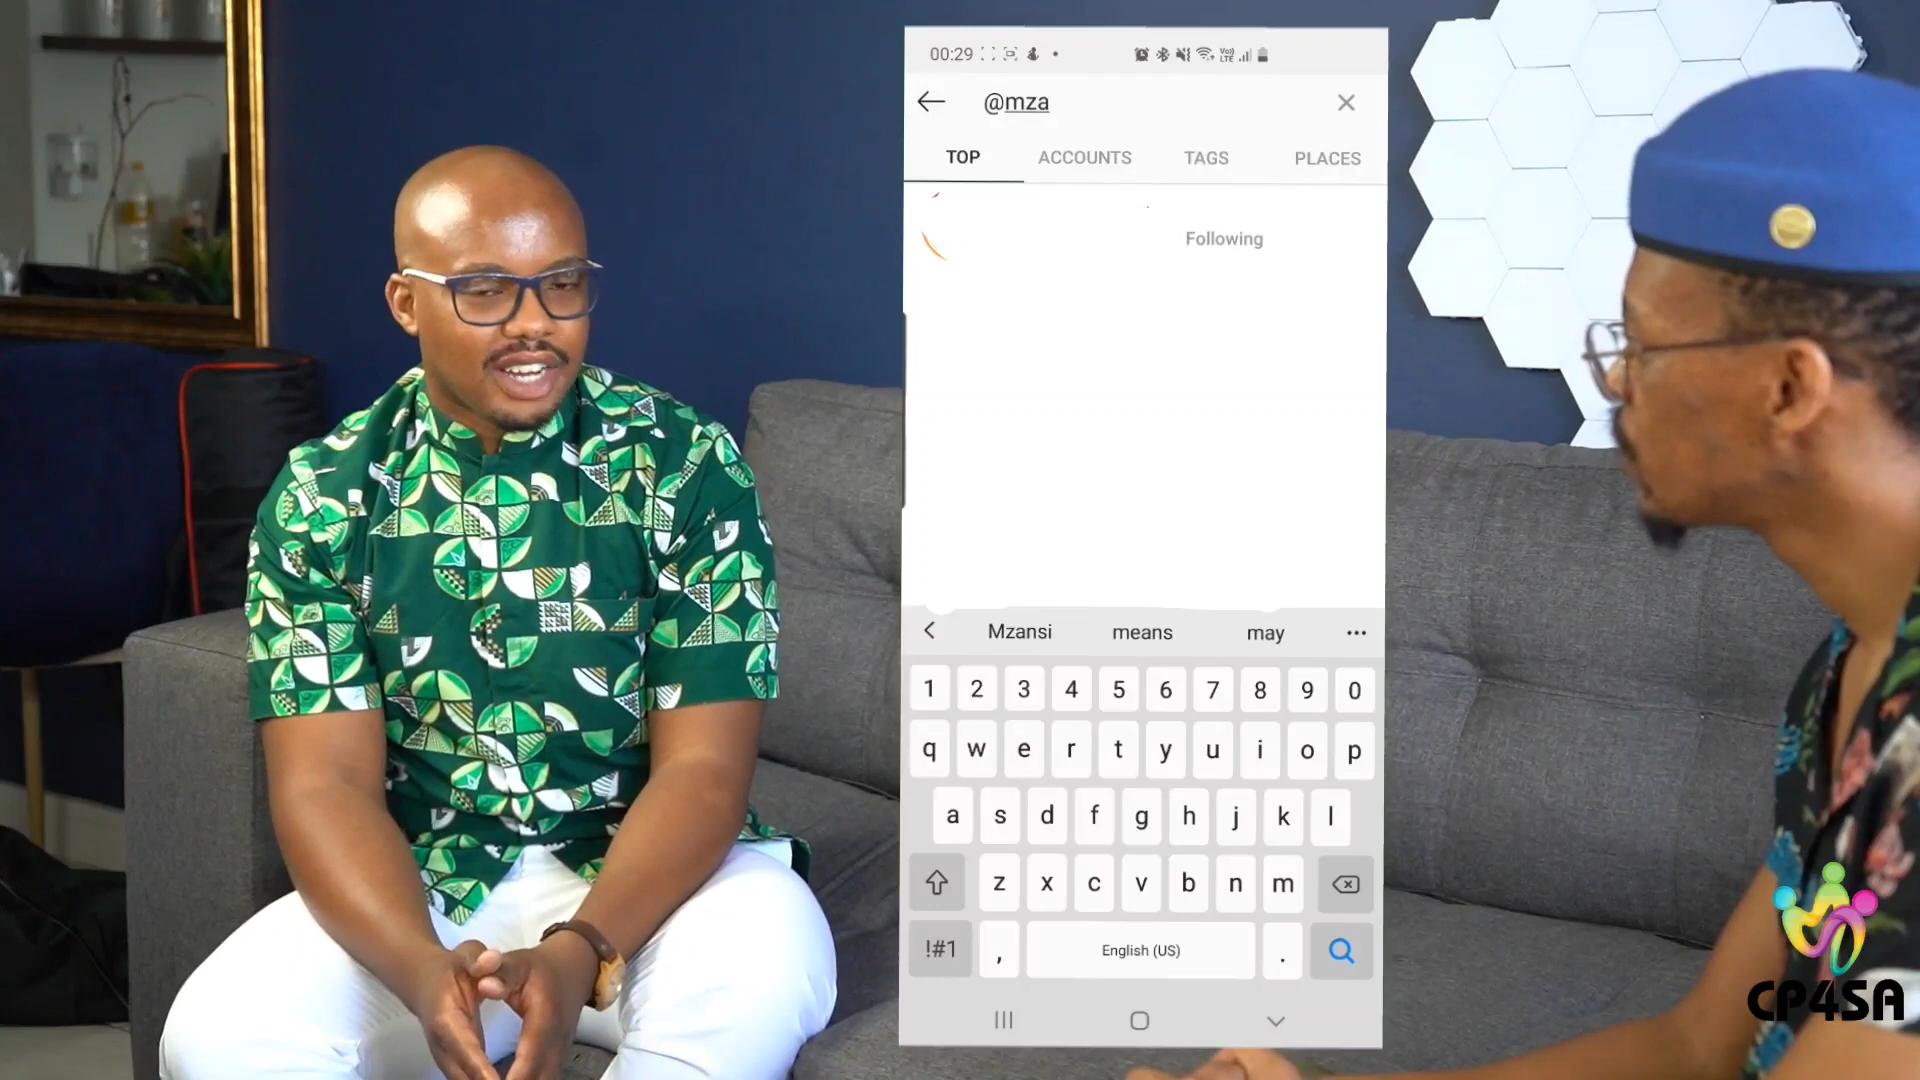 00:29
@mza
TOP ACCOUNTS TAGS PLACES
Following
Mzansi means may
1 2 3 4 5 6 7 8 9 0
q w e r t y u i o p
a s d f g h j k l
z x c v b n m
!#1 , English (US) .
CP4SA